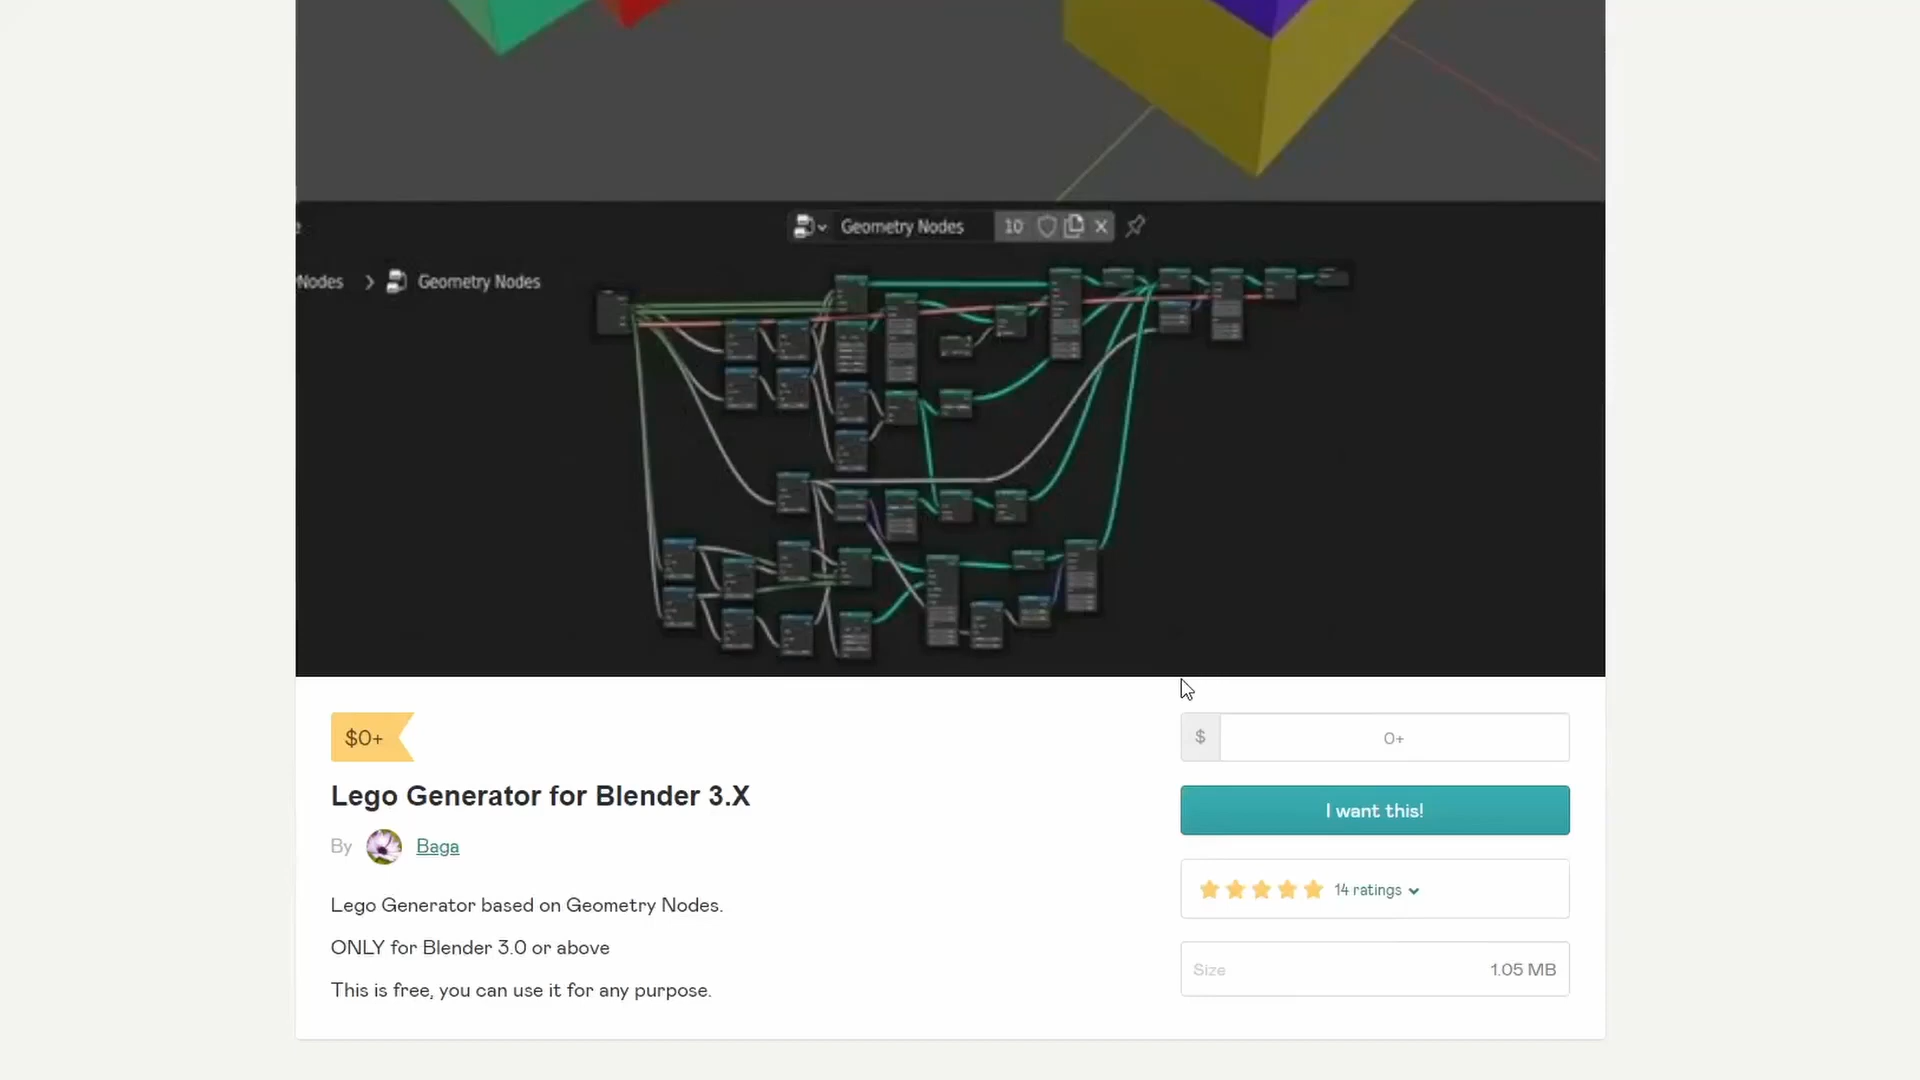 Geometry Nodes 10
Nodes > Geometry Nodes
$0+
$ 0+
Lego Generator for Blender 3.X
I want this!
By Baga
14 ratings
Lego Generator based on Geometry Nodes.
ONLY for Blender 3.0 or above
Size 1.05 MB
This is free, you can use it for any purpose.